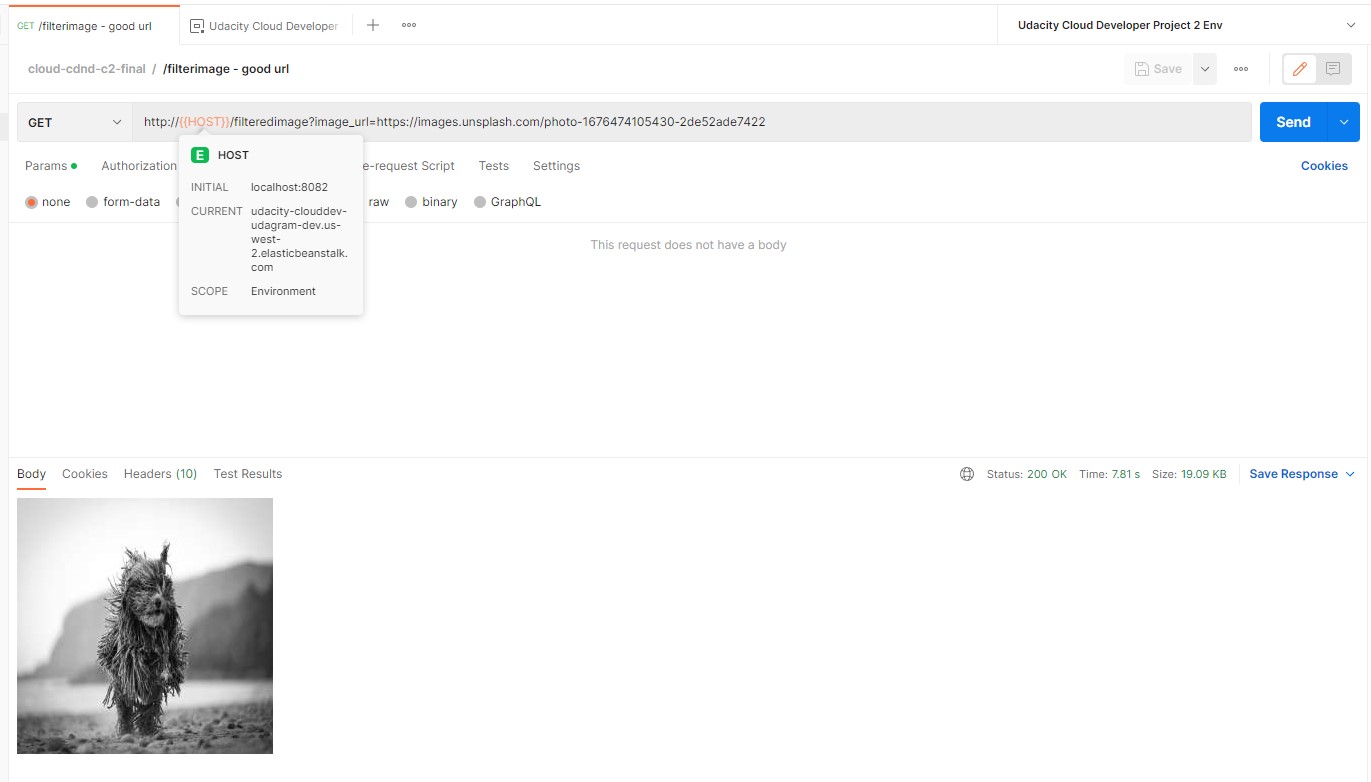 GET /filterimage - good url
Udacity Cloud Developer
Udacity Cloud Developer Project 2 Env
cloud-cdnd-c2-final / /filterimage - good url
Save
GET
http://{{HOST}}/filteredimage?image_url=https://images.unsplash.com/photo-1676474105430-2de52ade7422
Send
E HOST
INITIAL localhost:8082
CURRENT udacity-clouddev-
udagram-dev.us-
west-
2.elasticbeanstalk.
com
SCOPE Environment
Params
Authorization
e-request Script
Tests
Settings
Cookies
none
form-data
raw
binary
GraphQL
This request does not have a body
Body
Cookies
Headers (10)
Test Results
Status: 200 OK
Time: 7.81 s
Size: 19.09 KB
Save Response